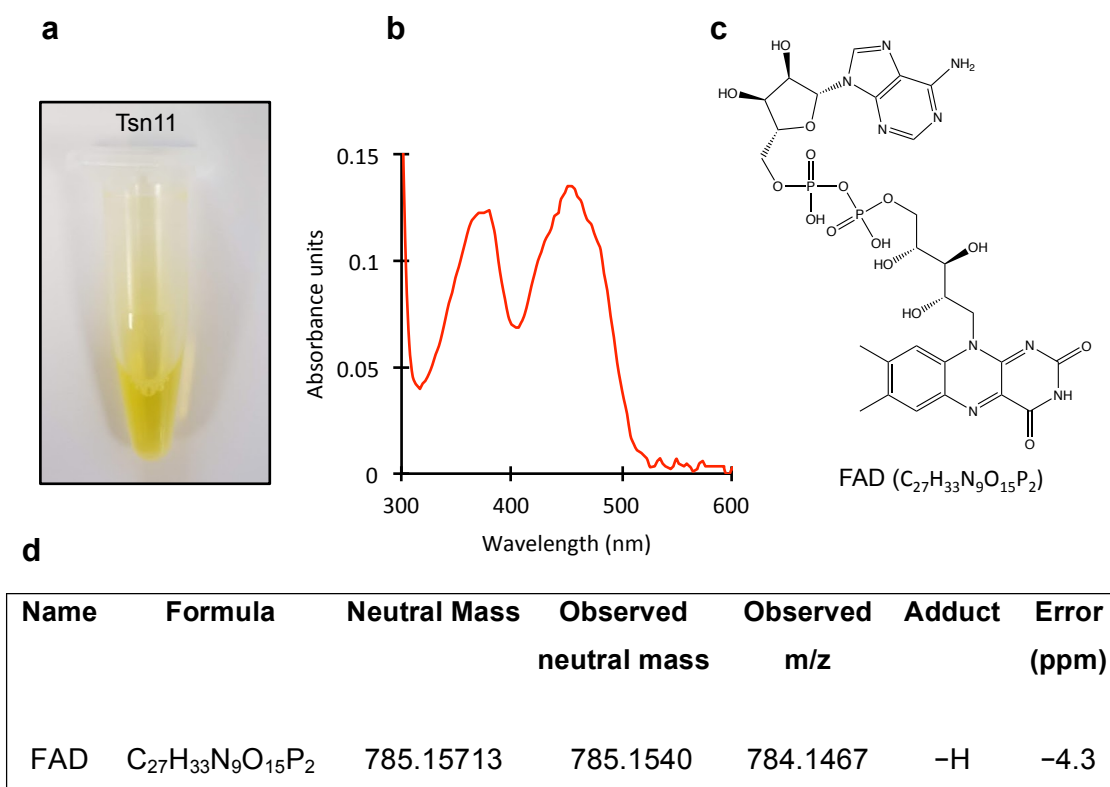 a
b
c
Tsn11
0.15
0.1
0.05
0
300
400
500
600
Absorbance units
Wavelength (nm)
HO
HO
O
N
N
N
N
NH₂
O
O
P
OH
O
P
O
OH
O
HO
OH
HO
N
N
O
N
NH
O
FAD (C₂₇H₃₃N₉O₁₅P₂)
d
Name Formula Neutral Mass Observed neutral mass Observed m/z Adduct Error (ppm)
FAD C₂₇H₃₃N₉O₁₅P₂ 785.15713 785.1540 784.1467 −H −4.3